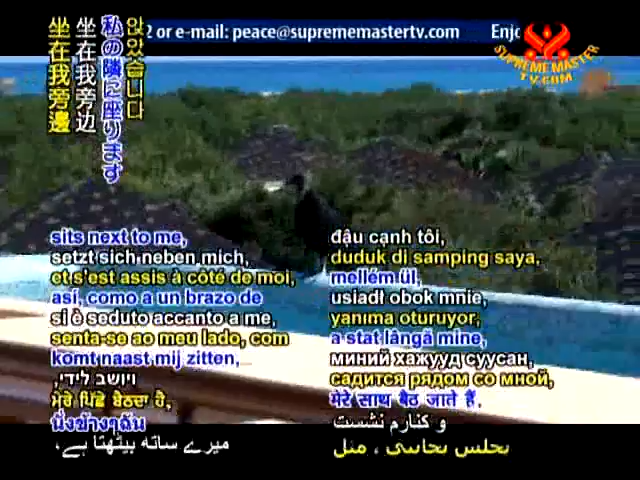 2 or e-mail: peace@suprememastertv.com Enjo
SUPREME MASTER
TV.COM
앉았습니다
私の隣に座ります
坐在我旁边
坐在我旁邊
sits next to me,
setzt sich neben mich,
et s'est assis à côté de moi,
así, como a un brazo de
si è seduto accanto a me,
senta-se ao meu lado, com
komt naast mij zitten,
ויושב לידי,
ਮੇਰੇ ਪਿੱਛੇ ਬੈਠਦਾ ਹੈ,
นั่งข้างๆฉัน
میرے ساتھ بیٹھتا ہے،
đậu cạnh tôi,
duduk di samping saya,
mellém ül,
usiadł obok mnie,
yanıma oturuyor,
a stat lângă mine,
миний хажууд суусан,
садится рядом со мной,
मेरे साथ बैठ जाते हैं,
و کنارم نشست
يجلس بجانبي ، مثل